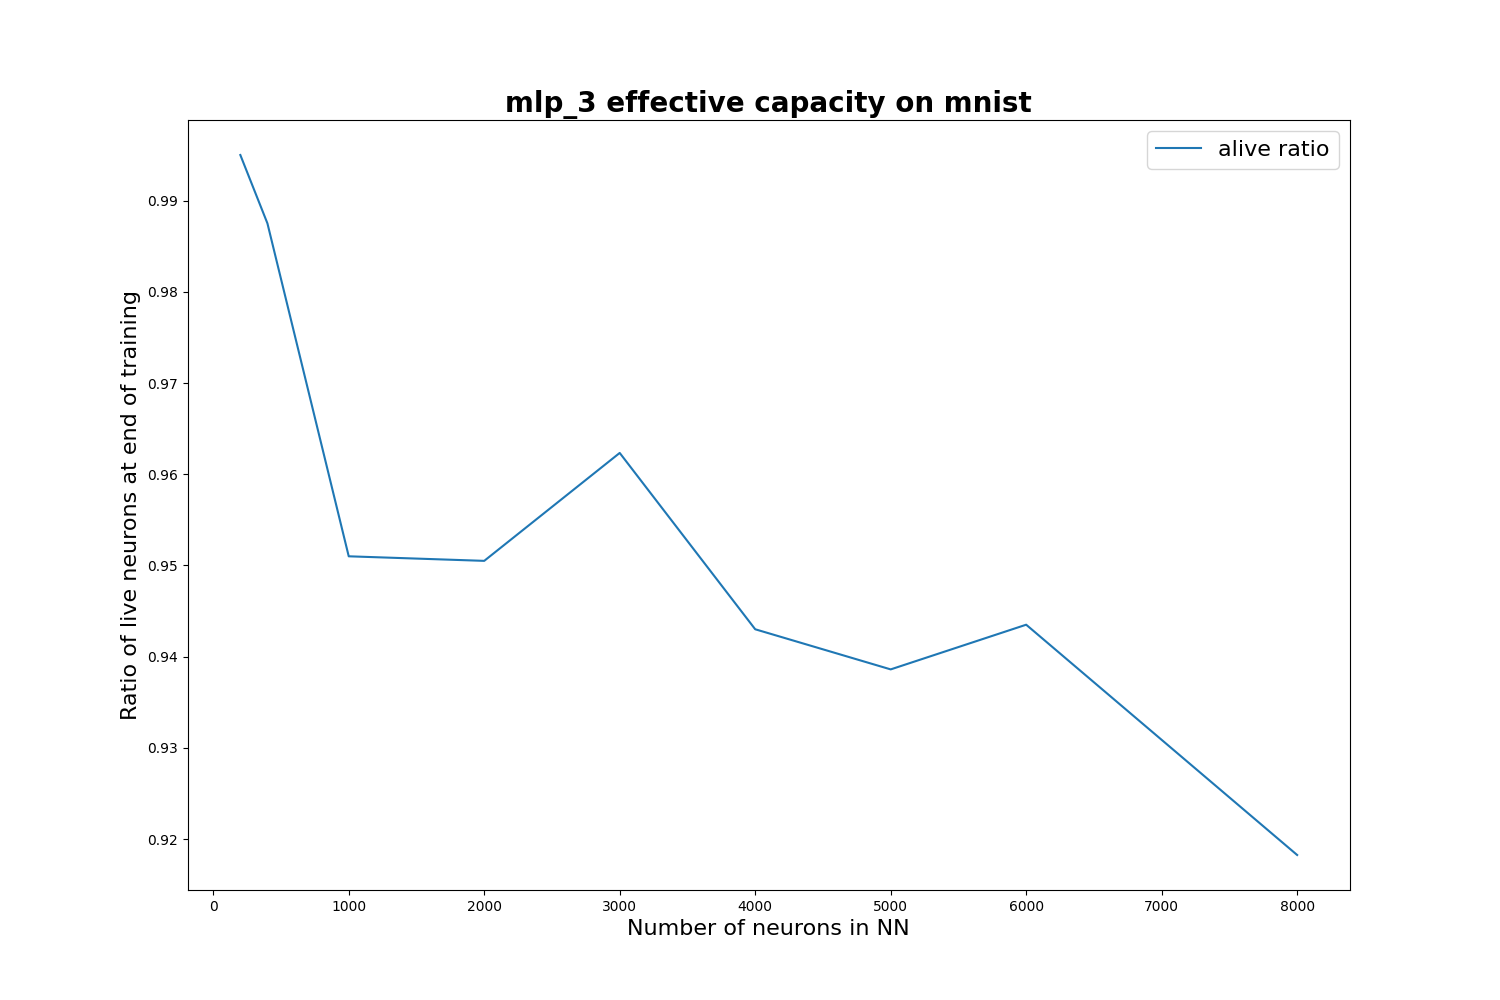 mlp_3 effective capacity on mnist
alive ratio
Ratio of live neurons at end of training
0.99
0.98
0.97
0.96
0.95
0.94
0.93
0.92
0 1000 2000 3000 4000 5000 6000 7000 8000
Number of neurons in NN